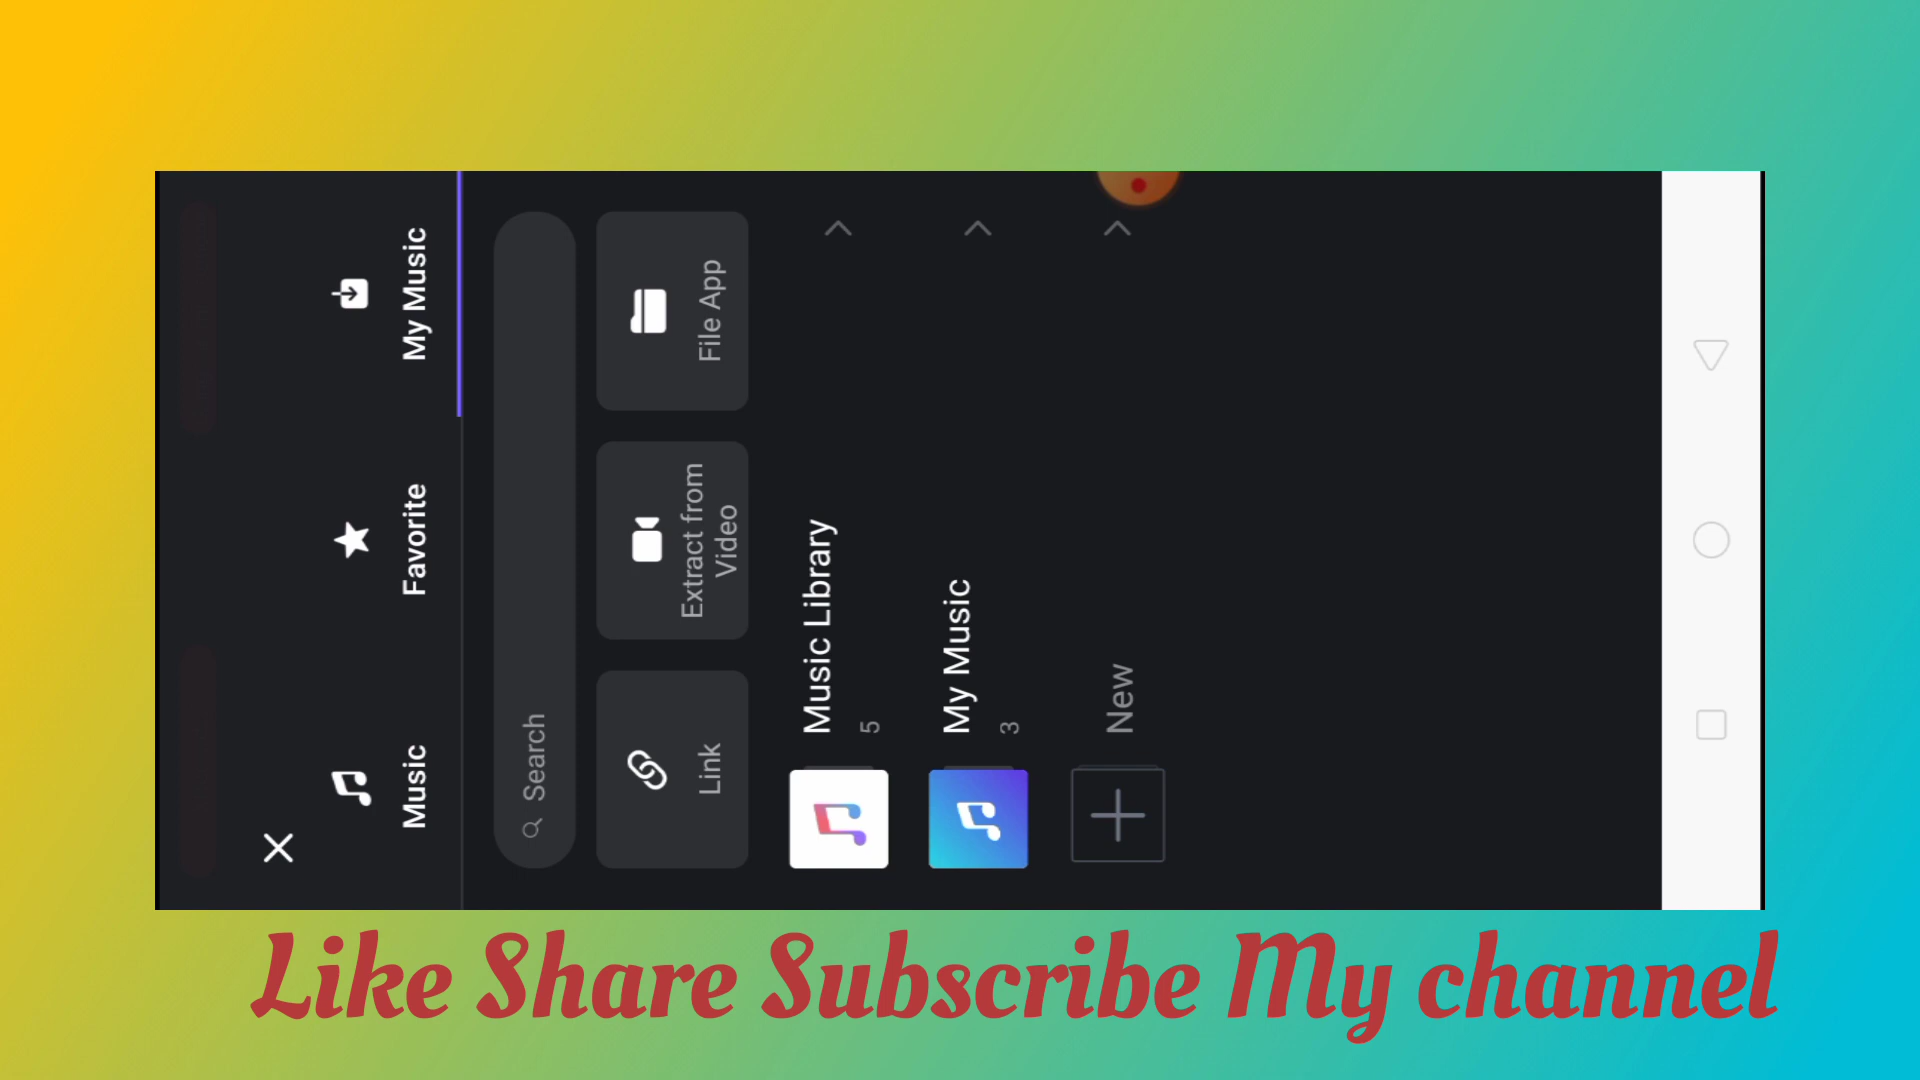 Music
Favorite
My Music
Search
Link
Extract from
Video
File App
Music Library
5
My Music
3
New
Like Share Subscribe My channel